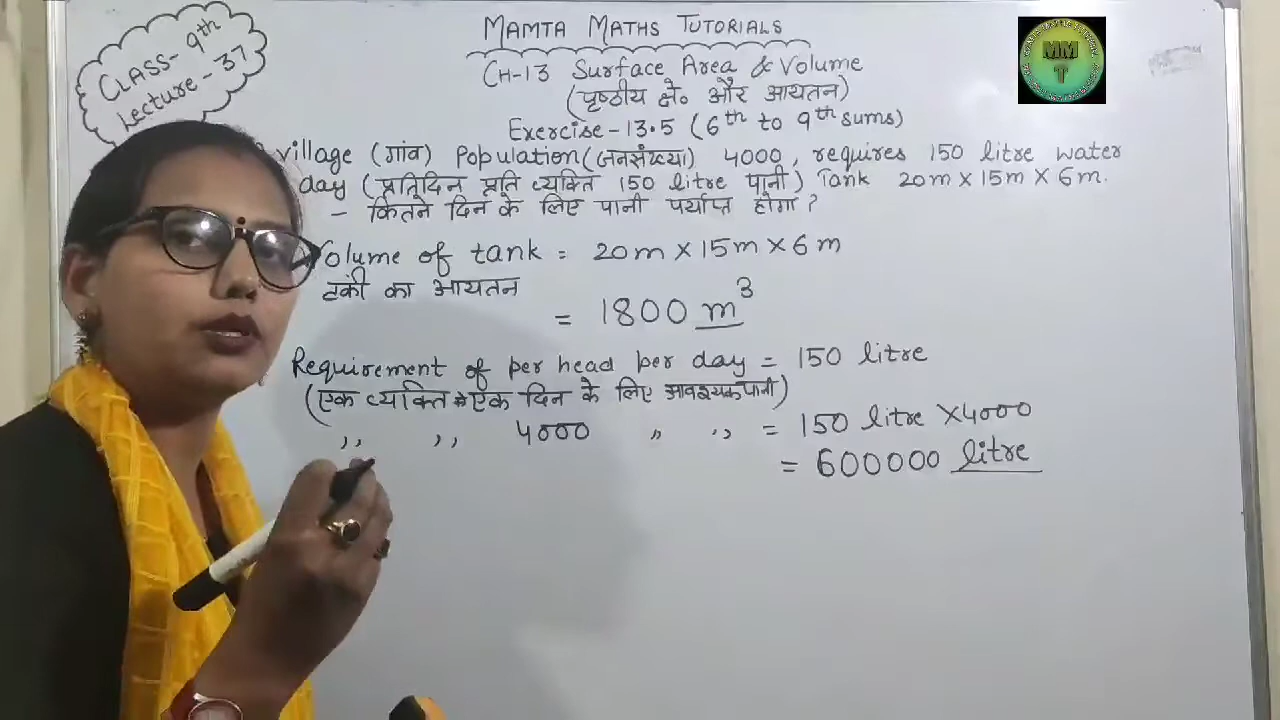 MAMTA MATHS TUTORIALS
CLASS- 9th
Lecture - 37
MM
T
CH-13 Surface Area & Volume
(पृष्ठीय क्षे० और आयतन)
Exercise-13.5 (6th to 9th sums)
village (गांव) Population (जनसंख्या) 4000, requires 150 litre water
day (प्रतिदिन प्रति व्यक्ति 150 litre पानी) Tank 20m × 15m × 6m.
- कितने दिन के लिए पानी पर्याप्त होगा?
Volume of tank = 20m × 15m × 6m
टंकी का आयतन
= 1800 m³
Requirement of per head per day = 150 litre
(एक व्यक्ति के एक दिन के लिए आवश्यक पानी)
,, ,, 4000 ,, ,, = 150 litre ×4000
= 600000 litre